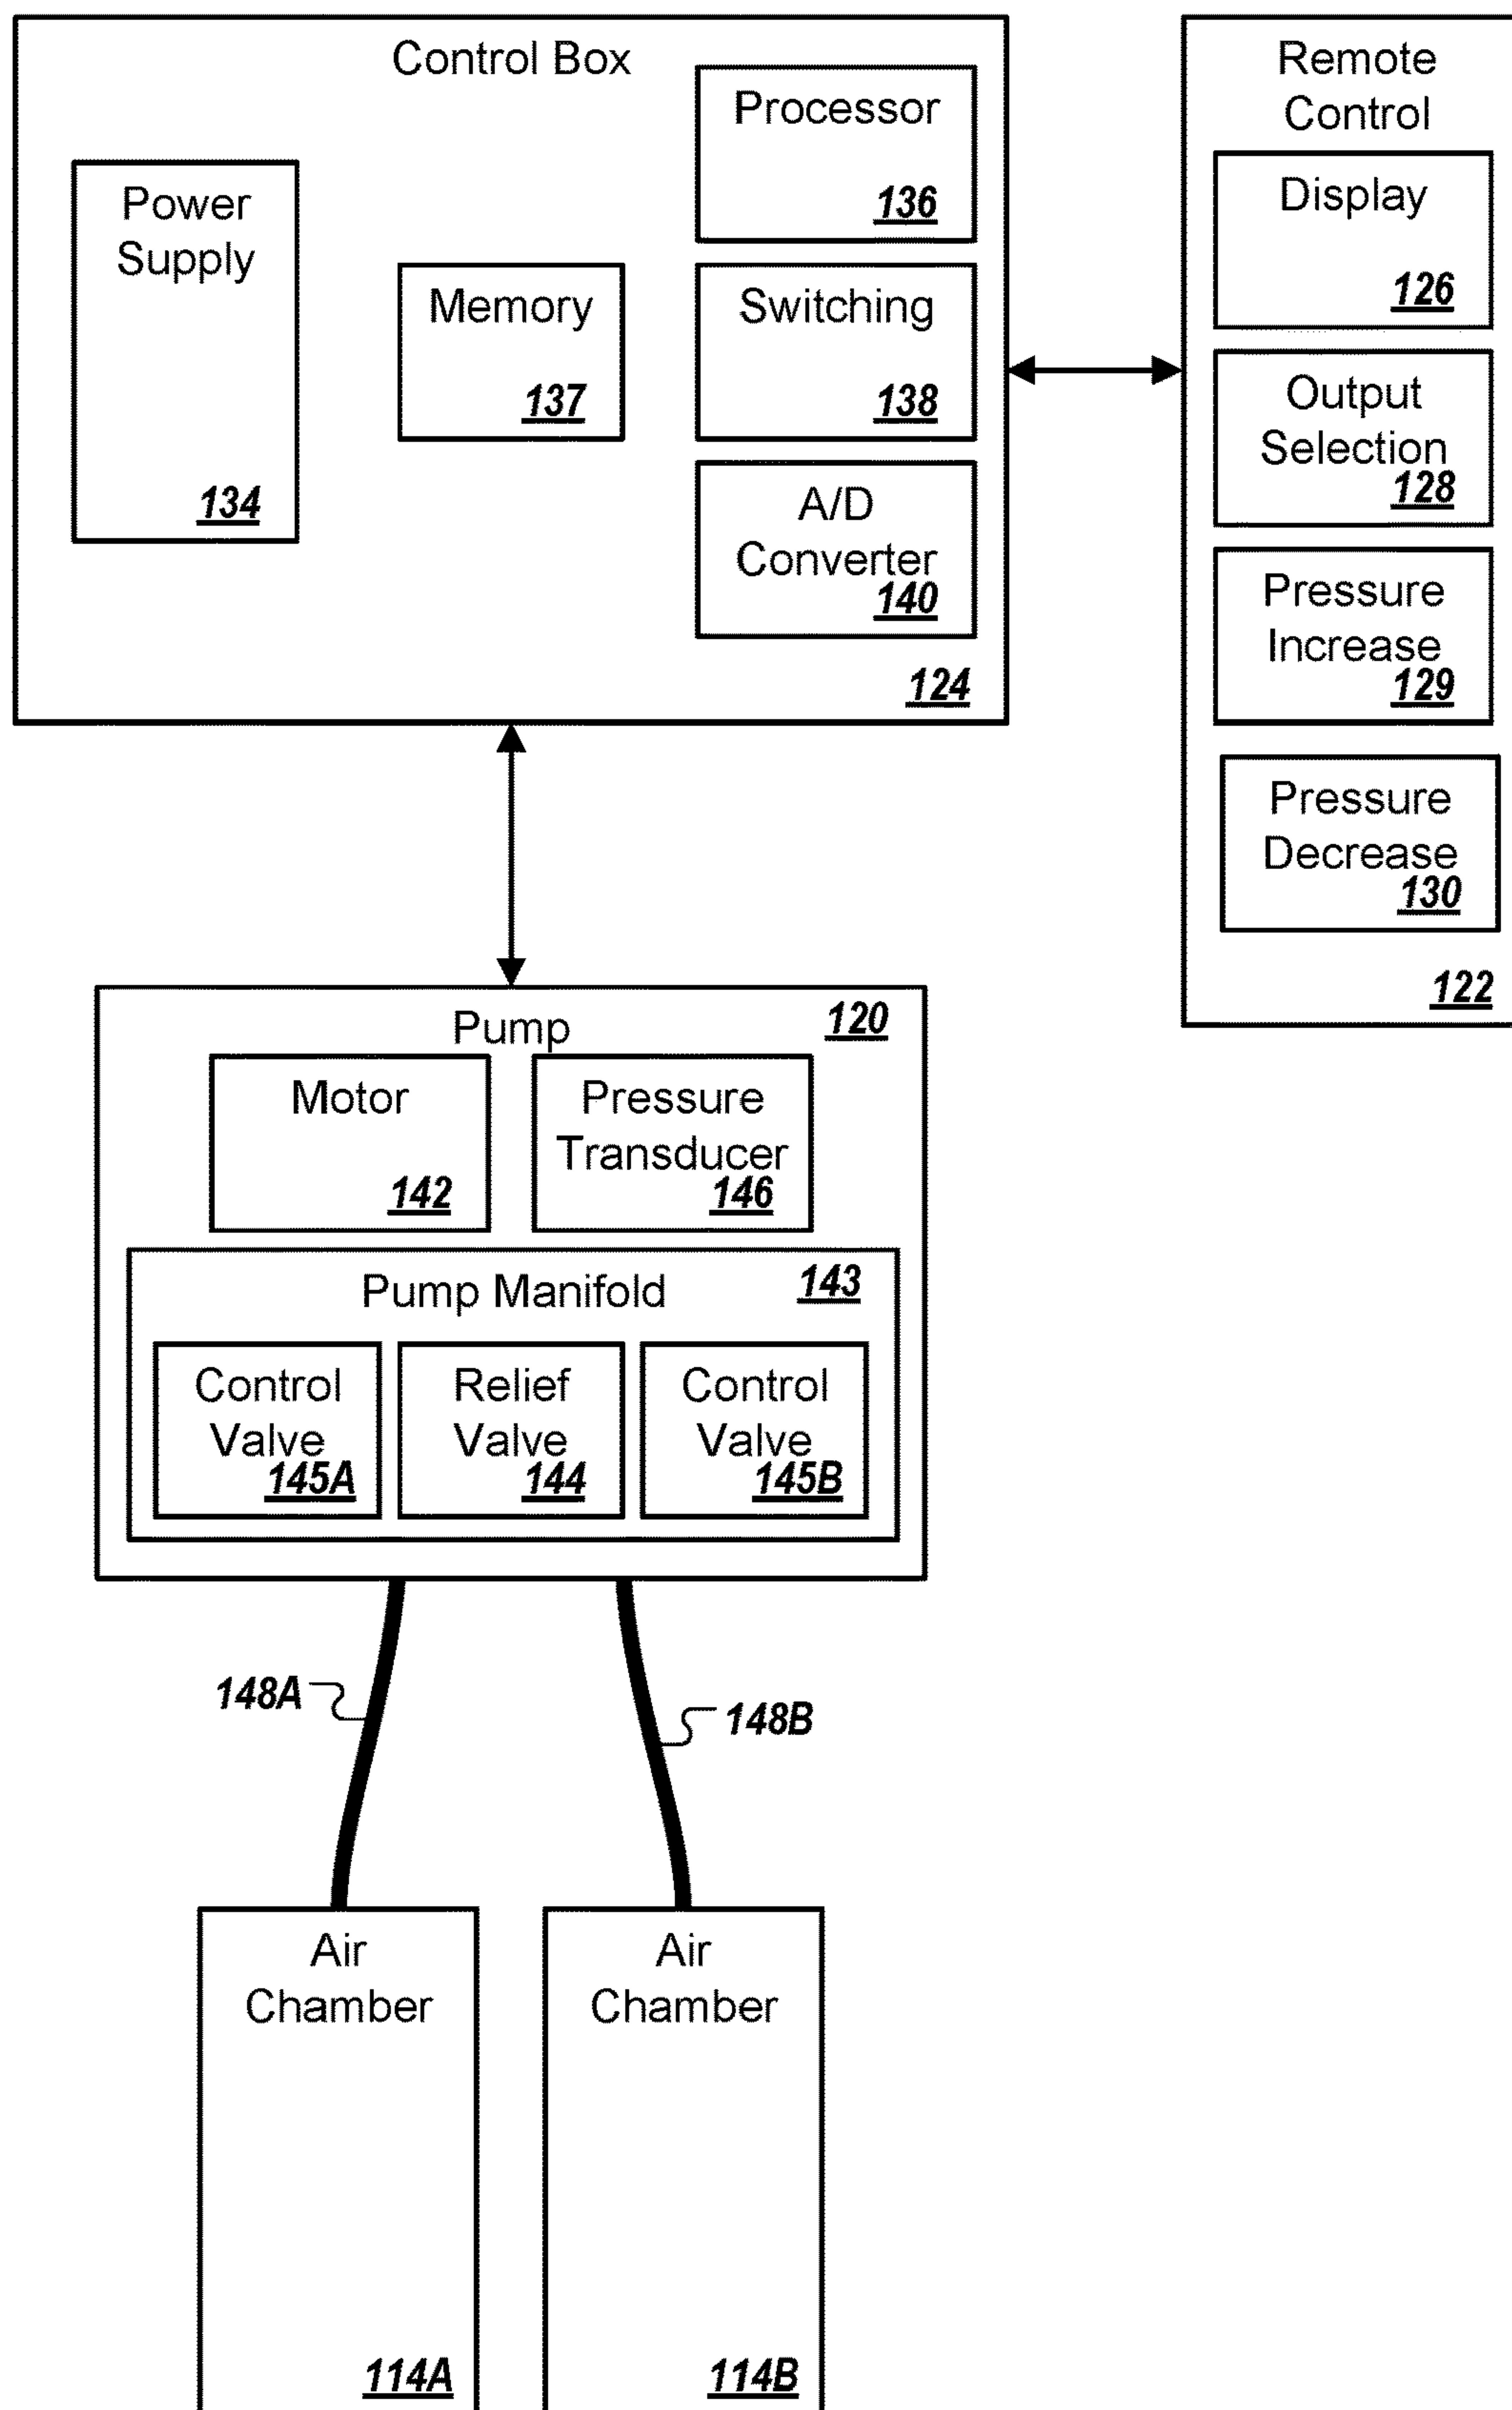 Control Box
Power
Supply
134
Memory
137
Processor
136
Switching
138
A/D
Converter
140
124
Remote
Control
Display
126
Output
Selection
128
Pressure
Increase
129
Pressure
Decrease
130
122
Pump
120
Motor
142
Pressure
Transducer
146
Pump Manifold
143
Control
Valve
145A
Relief
Valve
144
Control
Valve
145B
148A
148B
Air
Chamber
114A
Air
Chamber
114B